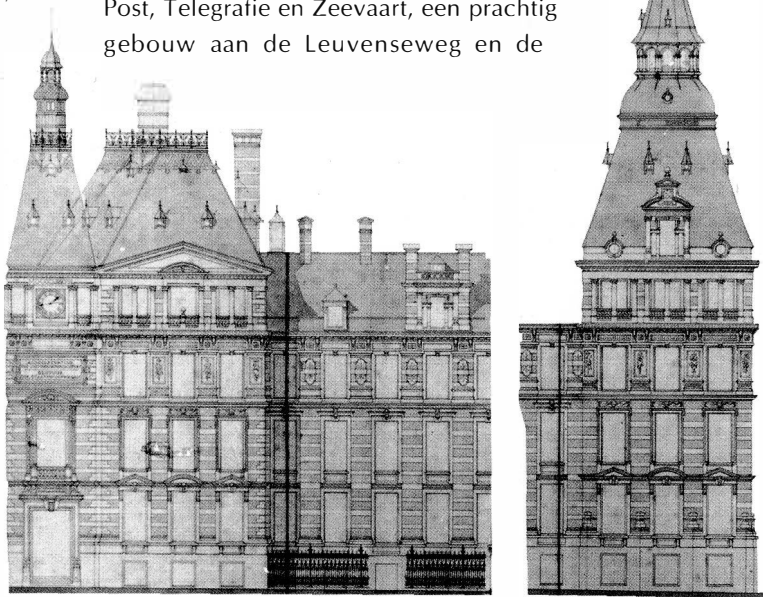 Post, Telegrafie en Zeevaart, een prachtig
gebouw aan de Leuvenseweg en de